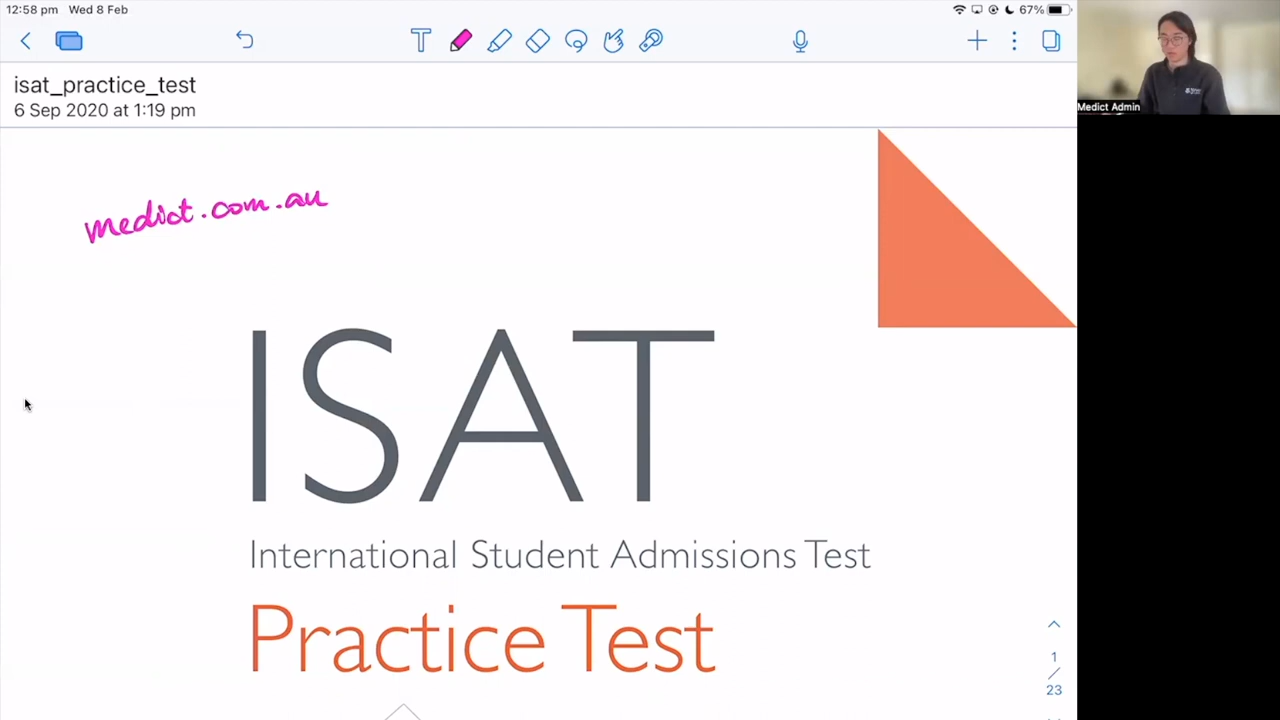 12:58 pm Wed 8 Feb
67%
Medict Admin
isat_practice_test
6 Sep 2020 at 1:19 pm
medict.com.au
ISAT
International Student Admissions Test
Practice Test
1
/
23